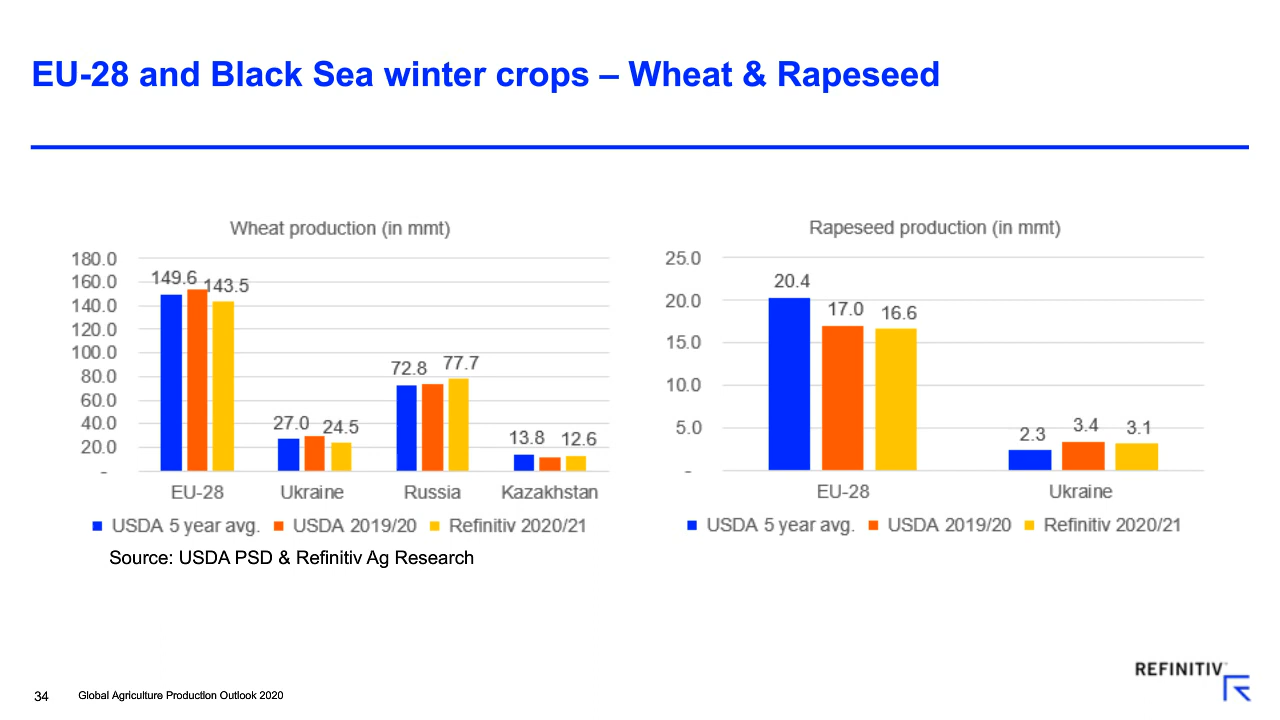 EU-28 and Black Sea winter crops – Wheat & Rapeseed
Wheat production (in mmt)
180.0
160.0
140.0
120.0
100.0
80.0
60.0
40.0
20.0
-
149.6
143.5
27.0
24.5
72.8
77.7
13.8
12.6
EU-28
Ukraine
Russia
Kazakhstan
USDA 5 year avg.
USDA 2019/20
Refinitiv 2020/21
Source: USDA PSD & Refinitiv Ag Research
Rapeseed production (in mmt)
25.0
20.0
15.0
10.0
5.0
-
20.4
17.0
16.6
2.3
3.4
3.1
EU-28
Ukraine
USDA 5 year avg.
USDA 2019/20
Refinitiv 2020/21
34
Global Agriculture Production Outlook 2020
REFINITIV